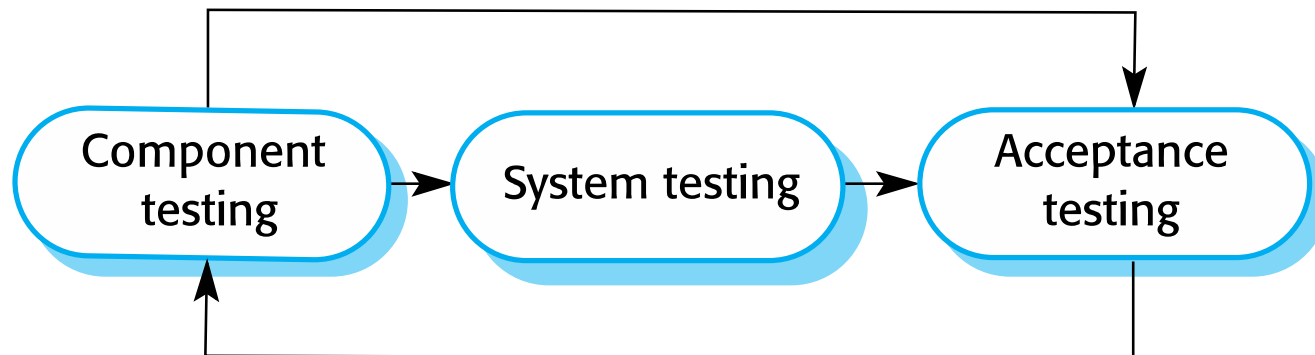 Component
testing
System testing
Acceptance
testing